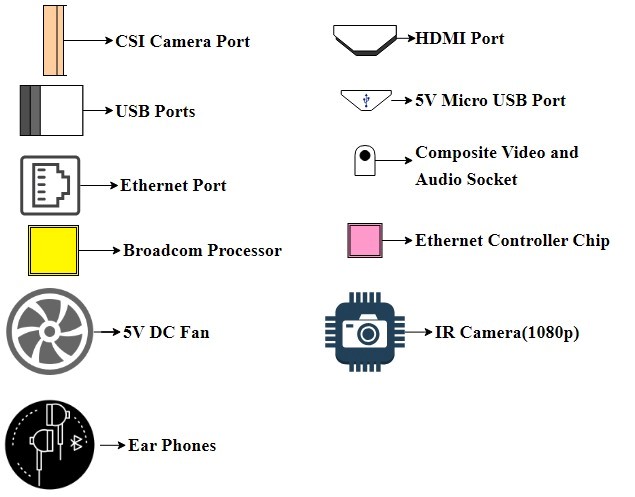 CSI Camera Port
HDMI Port
USB Ports
5V Micro USB Port
Composite Video and
Audio Socket
Ethernet Port
Broadcom Processor
Ethernet Controller Chip
5V DC Fan
IR Camera(1080p)
Ear Phones